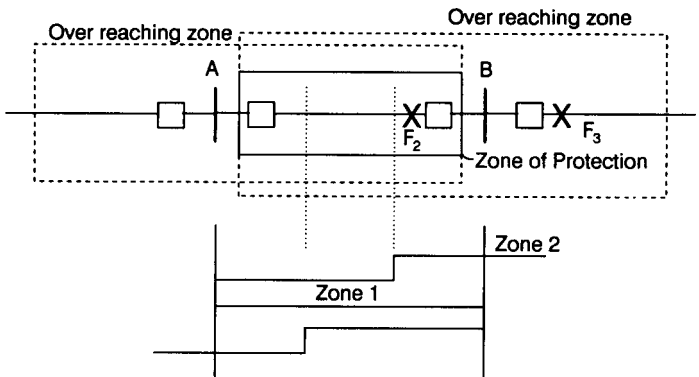 Over reaching zone
Over reaching zone
A
B
F2
F3
Zone of Protection
Zone 2
Zone 1